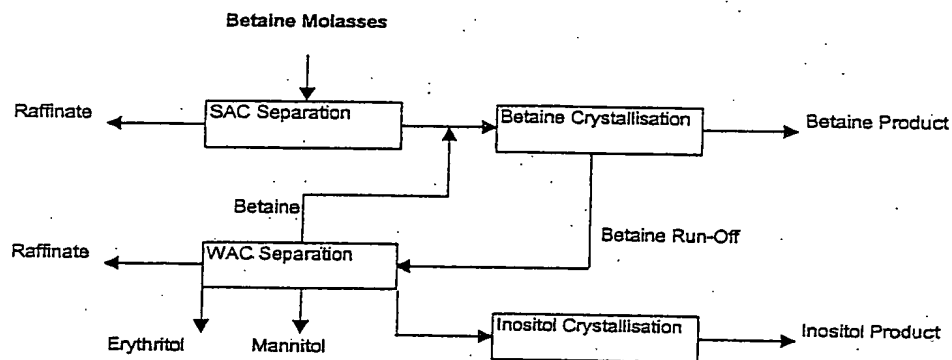 Betaine Molasses
Raffinate
SAC Separation
Betaine Crystallisation
Betaine Product
Betaine
Betaine Run-Off
Raffinate
WAC Separation
Erythritol
Mannitol
Inositol Crystallisation
Inositol Product